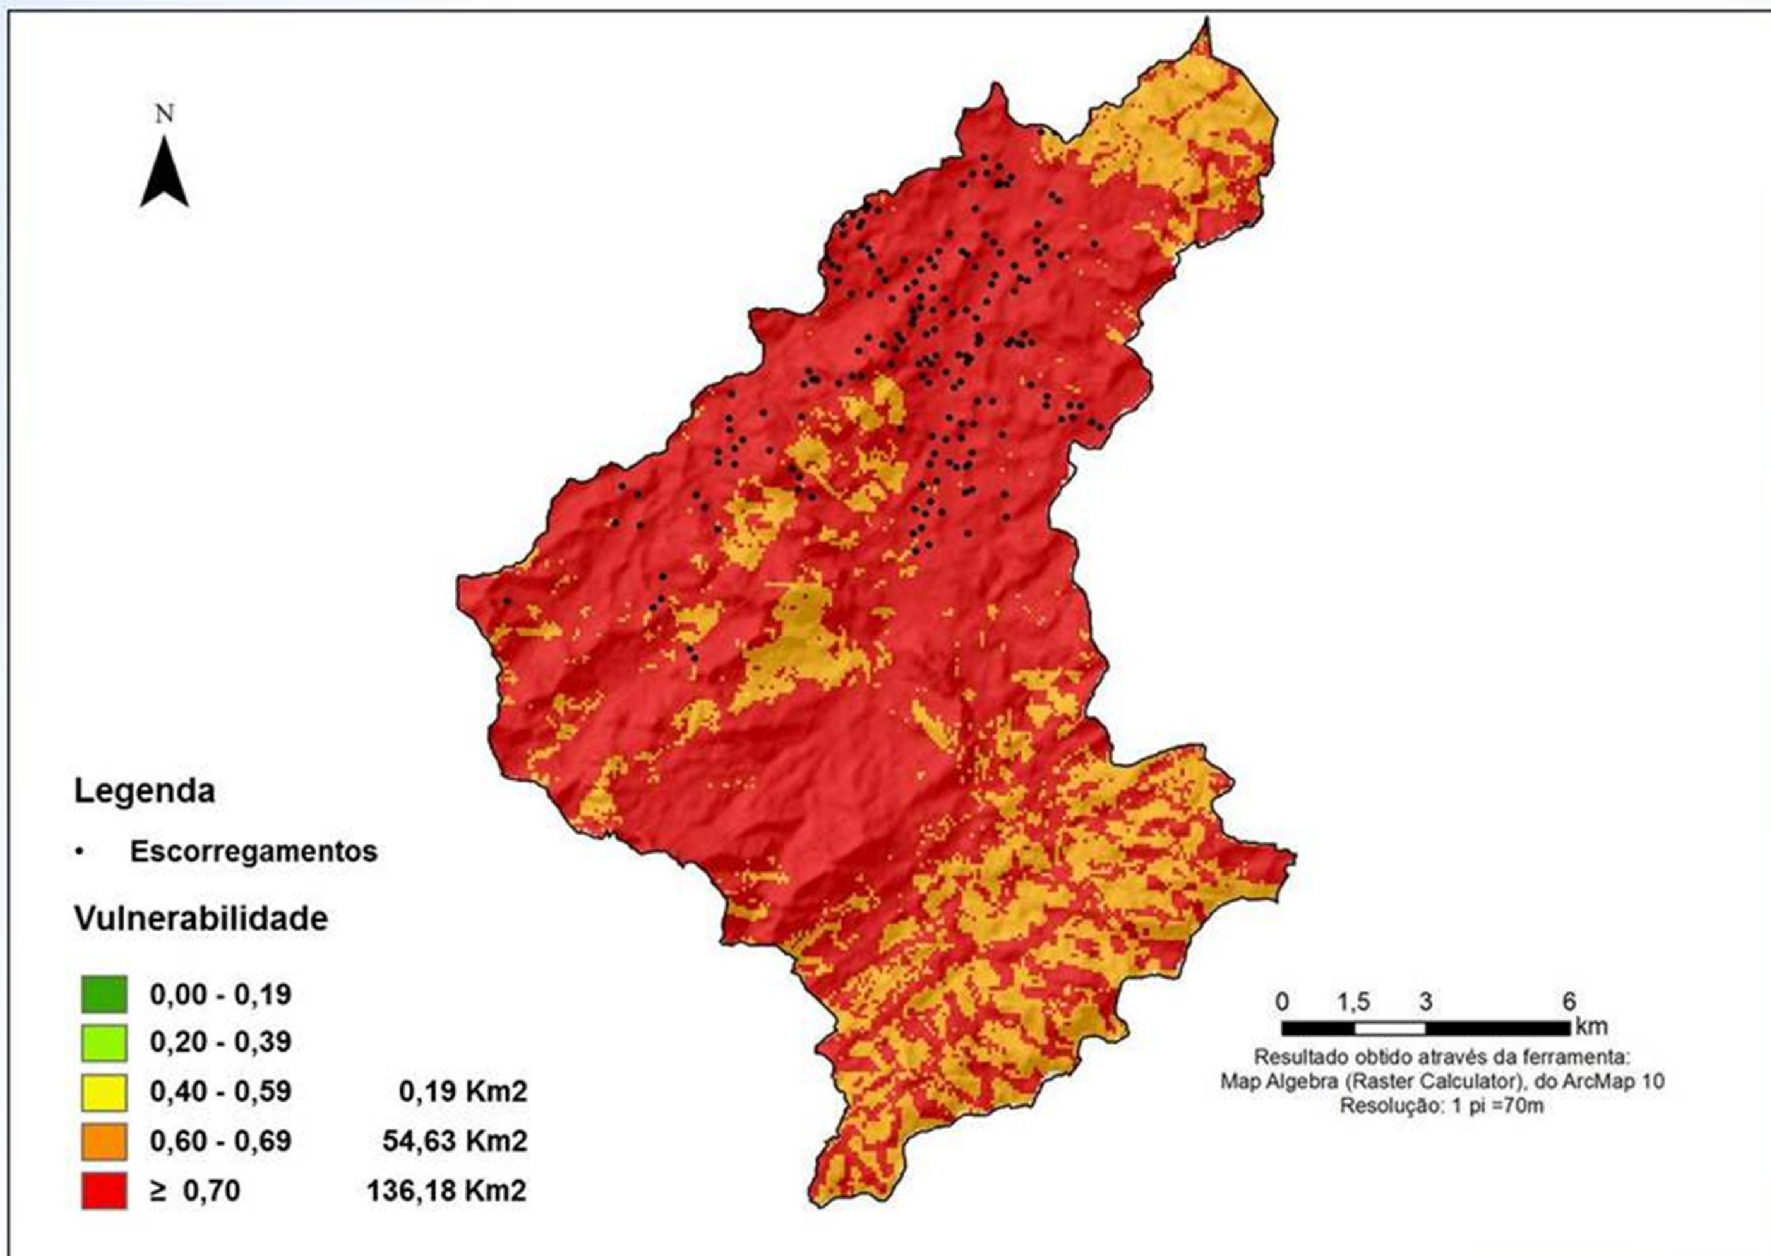 N
Legenda
Escorregamentos
Vulnerabilidade
0,00 - 0,19
0,20 - 0,39
0,40 - 0,59 0,19 Km2
0,60 - 0,69 54,63 Km2
≥ 0,70 136,18 Km2
0 1,5 3 6
km
Resultado obtido através da ferramenta:
Map Algebra (Raster Calculator), do ArcMap 10
Resolução: 1 pi =70m